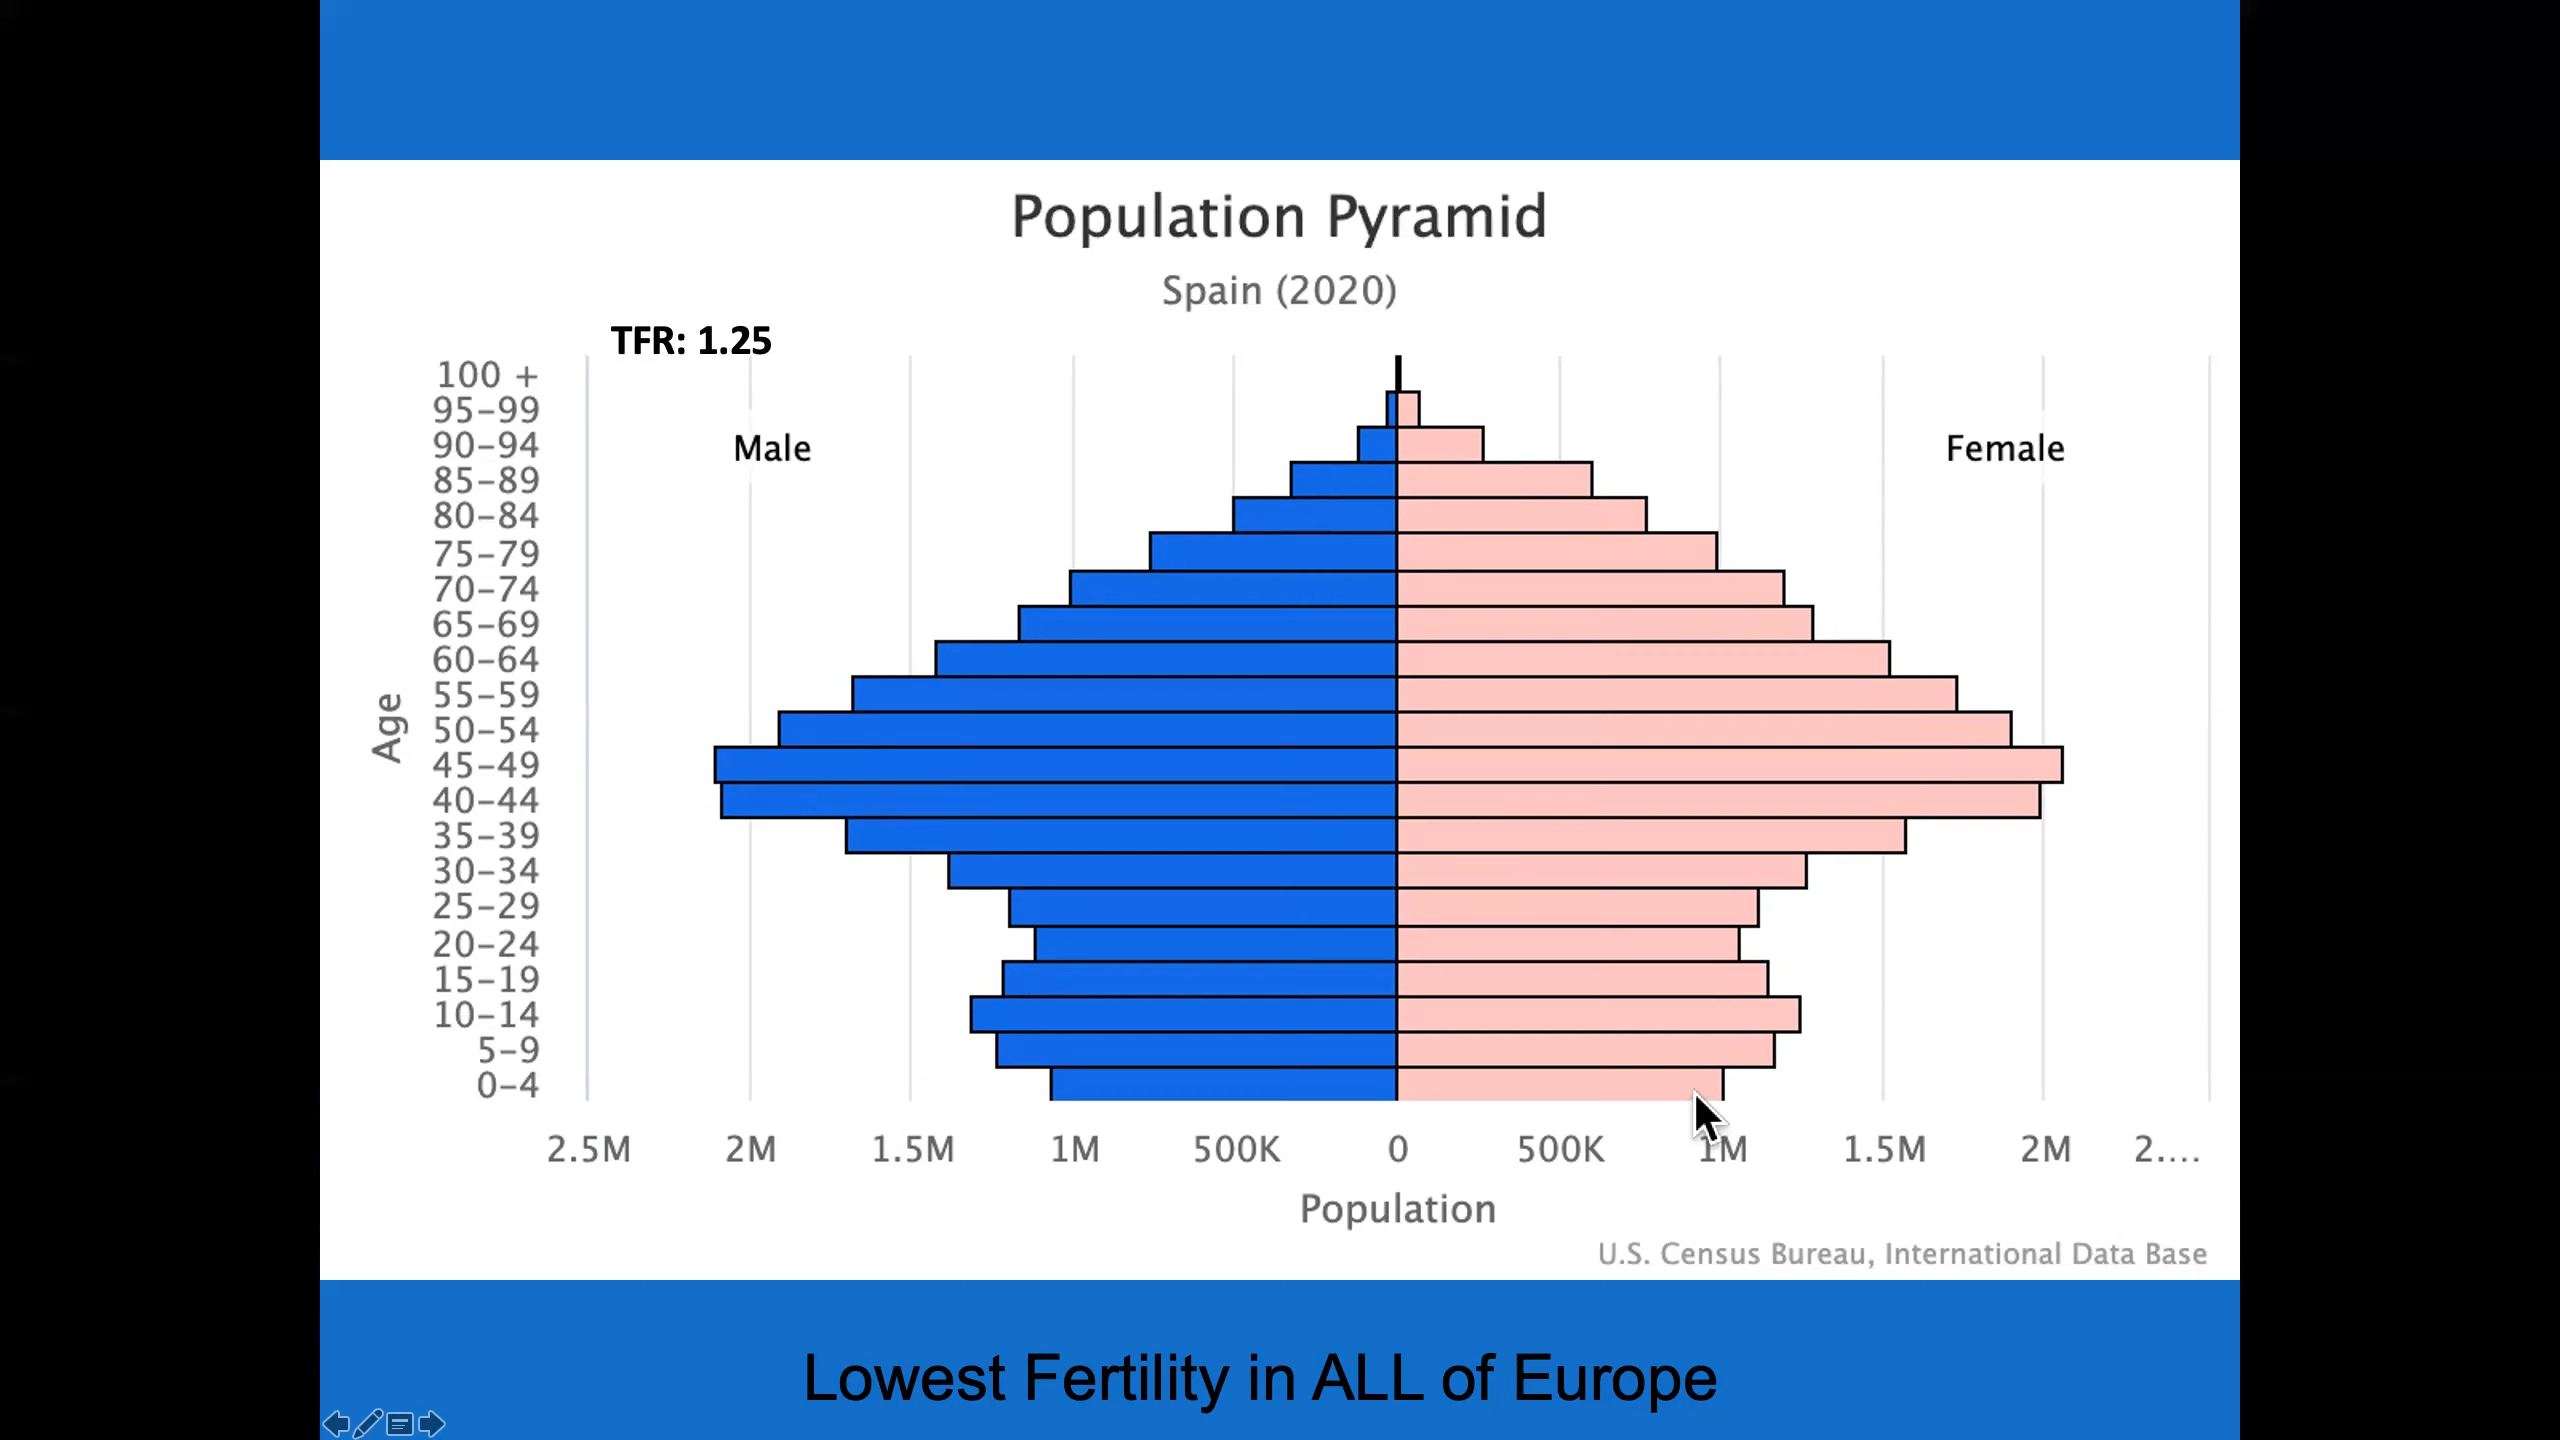 Population Pyramid
Spain (2020)
TFR: 1.25
100 +
95–99
90–94
Male
Female
85–89
80–84
75–79
70–74
65–69
60–64
55–59
50–54
45–49
40–44
35–39
30–34
25–29
20–24
15–19
10–14
5–9
0–4
Age
2.5M 2M 1.5M 1M 500K 0 500K 1M 1.5M 2M 2....
Population
U.S. Census Bureau, International Data Base
Lowest Fertility in ALL of Europe